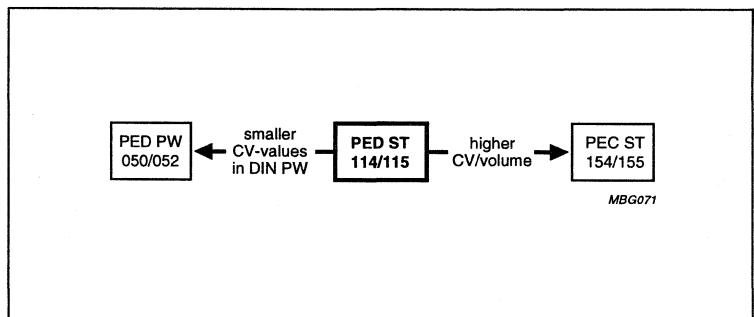 PED PW
050/052
smaller
CV-values
in DIN PW
PED ST
114/115
higher
CV/volume
PEC ST
154/155
MBG071